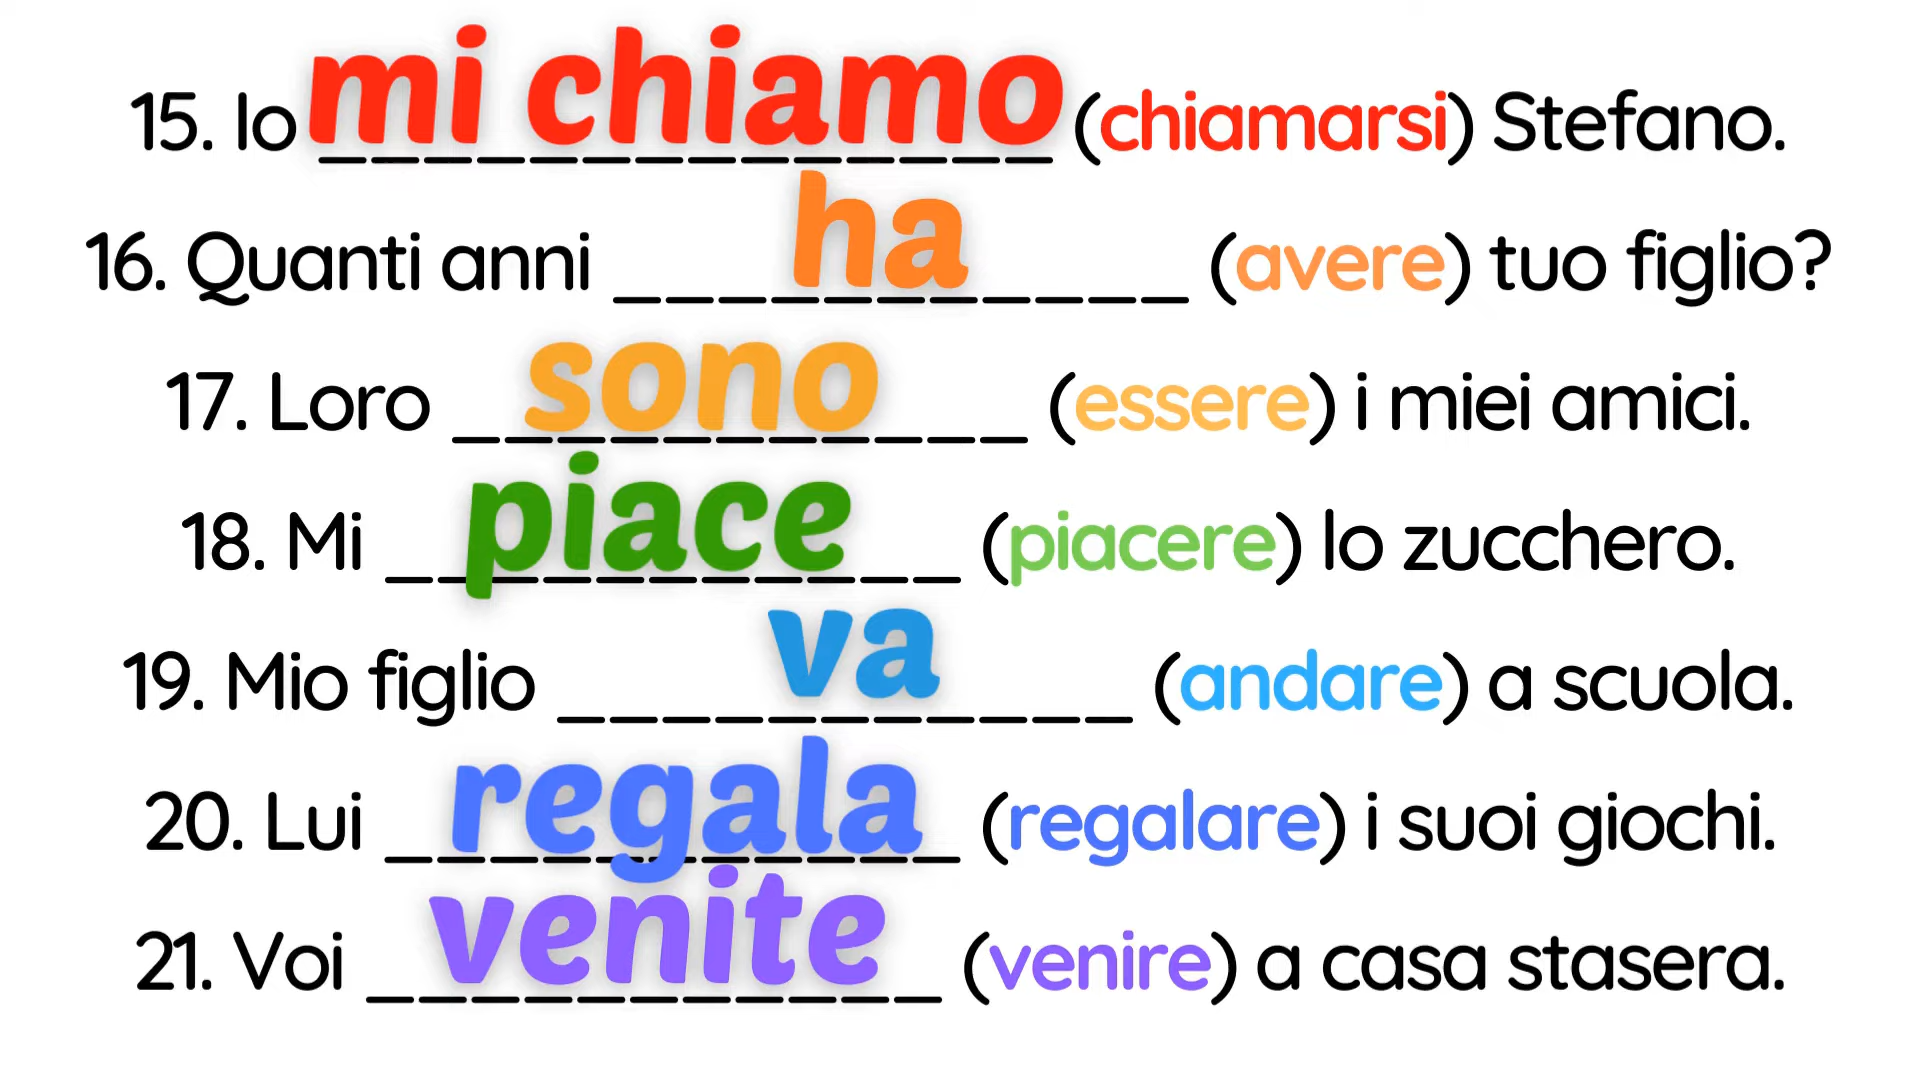 15. Io mi chiamo (chiamarsi) Stefano.
16. Quanti anni ha (avere) tuo figlio?
17. Loro sono (essere) i miei amici.
18. Mi piace (piacere) lo zucchero.
19. Mio figlio va (andare) a scuola.
20. Lui regala (regalare) i suoi giochi.
21. Voi venite (venire) a casa stasera.